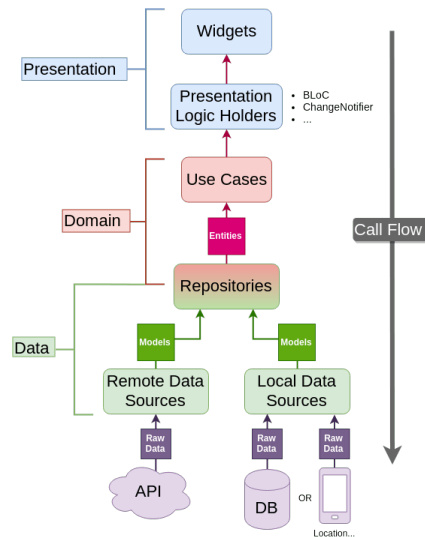 Widgets
Presentation
Presentation
Logic Holders
• BLoC
• ChangeNotifier
• ...
Use Cases
Domain
Entities
Call Flow
Repositories
Data
Models
Models
Remote Data
Sources
Local Data
Sources
Raw
Data
Raw
Data
Raw
Data
API
DB
OR
Location...